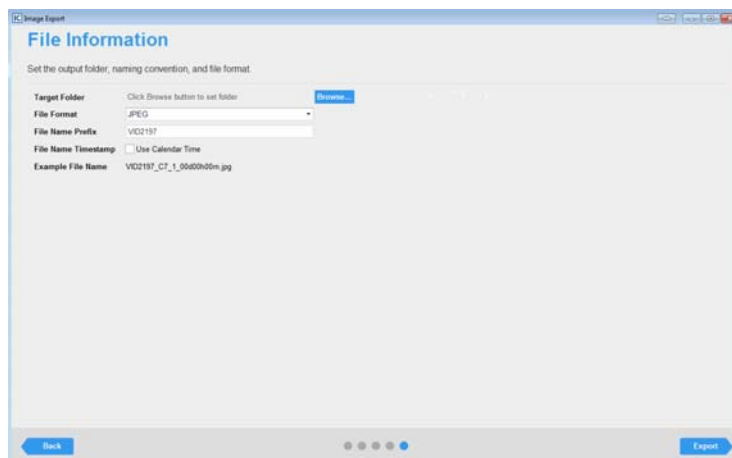 Image Export
File Information
Set the output folder, naming convention, and file format.
Target Folder Click Browse button to set folder Browse...
File Format JPEG
File Name Prefix VID2197
File Name Timestamp Use Calendar Time
Example File Name VID2197_C7_1_00d00h00m.jpg
Back Export